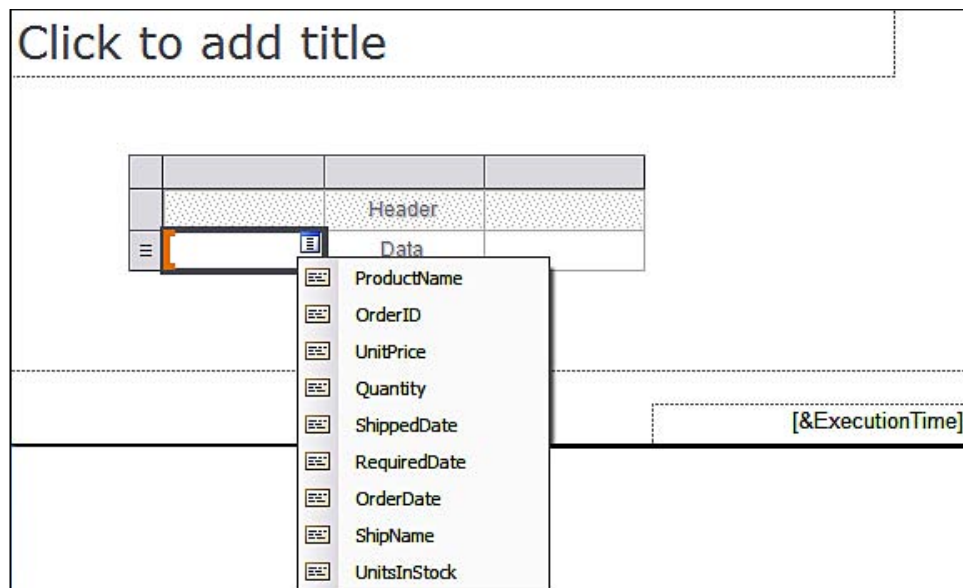 Click to add title
Header
Data
ProductName
OrderID
UnitPrice
Quantity
ShippedDate
RequiredDate
OrderDate
ShipName
UnitsInStock
[&ExecutionTime]